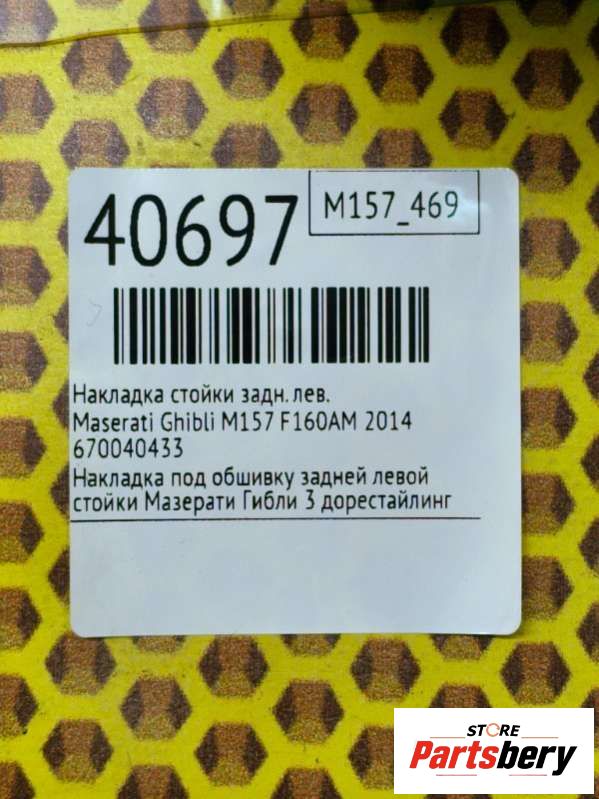 40697
M157_469
Накладка стойки задн. лев.
Maserati Ghibli M157 F160AM 2014
670040433
Накладка под обшивку задней левой
стойки Мазерати Гибли 3 дорестайлинг
STORE
Partsbery